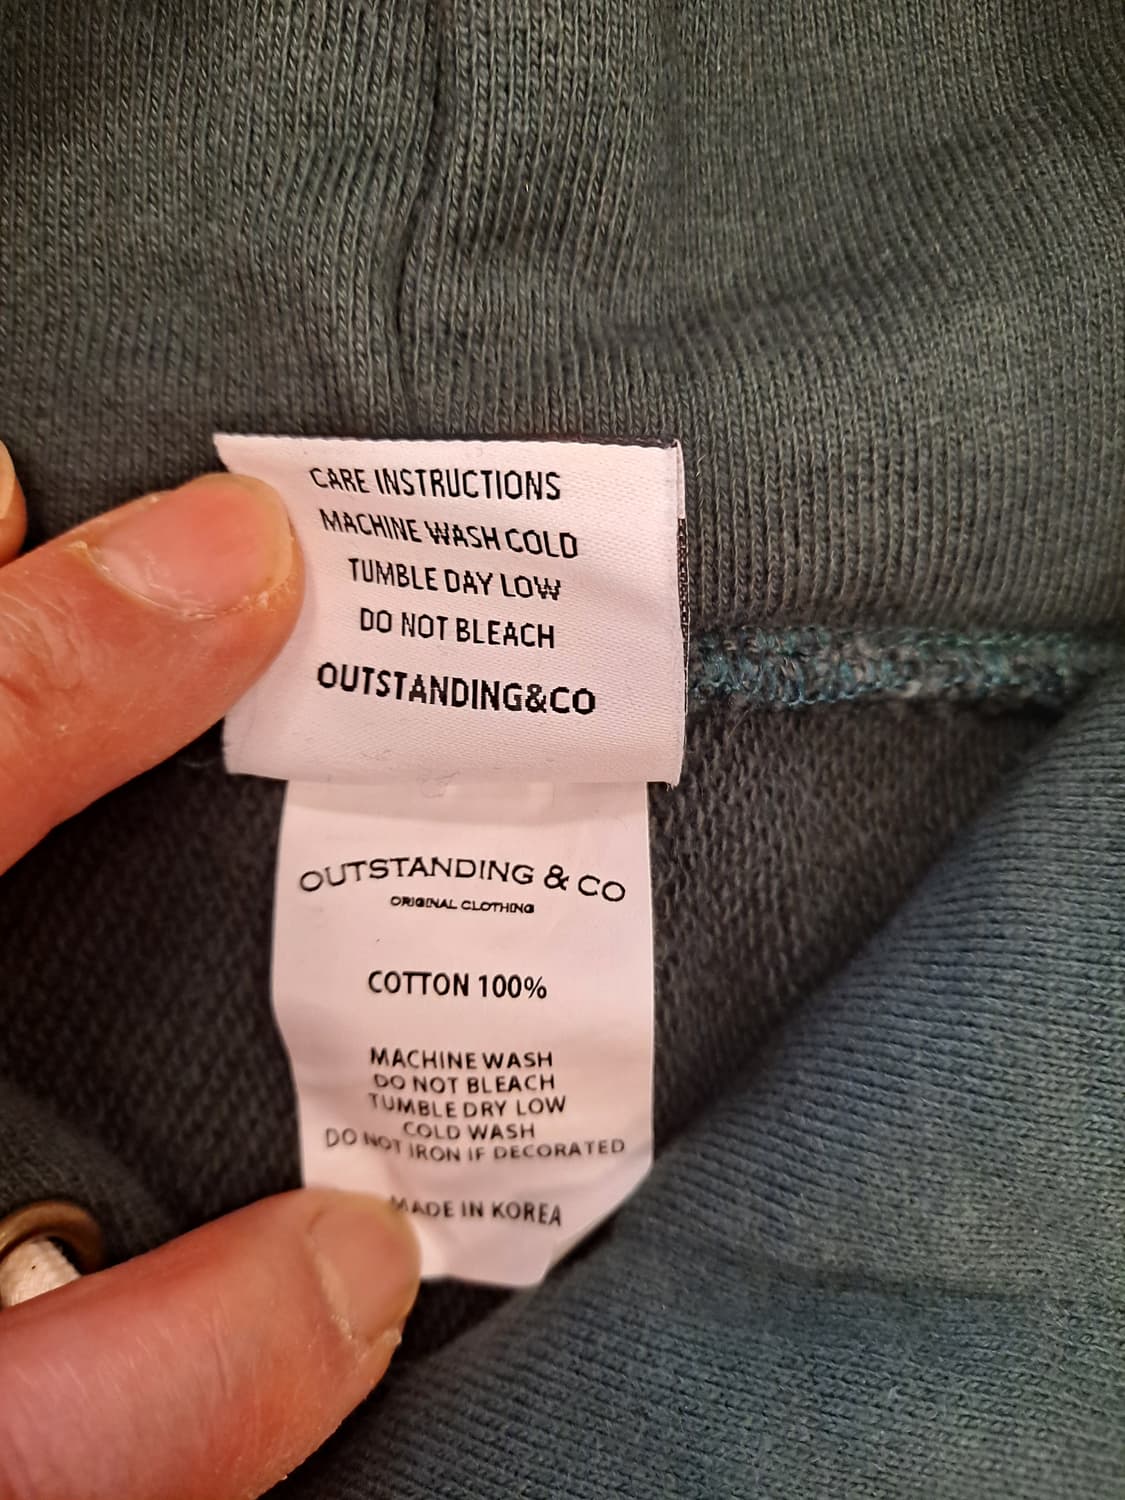 CARE INSTRUCTIONS
MACHINE WASH COLD
TUMBLE DAY LOW
DO NOT BLEACH
OUTSTANDING&CO
OUTSTANDING & CO
ORIGINAL CLOTHING
COTTON 100%
MACHINE WASH
DO NOT BLEACH
TUMBLE DRY LOW
COLD WASH
DO NOT IRON IF DECORATED
MADE IN KOREA